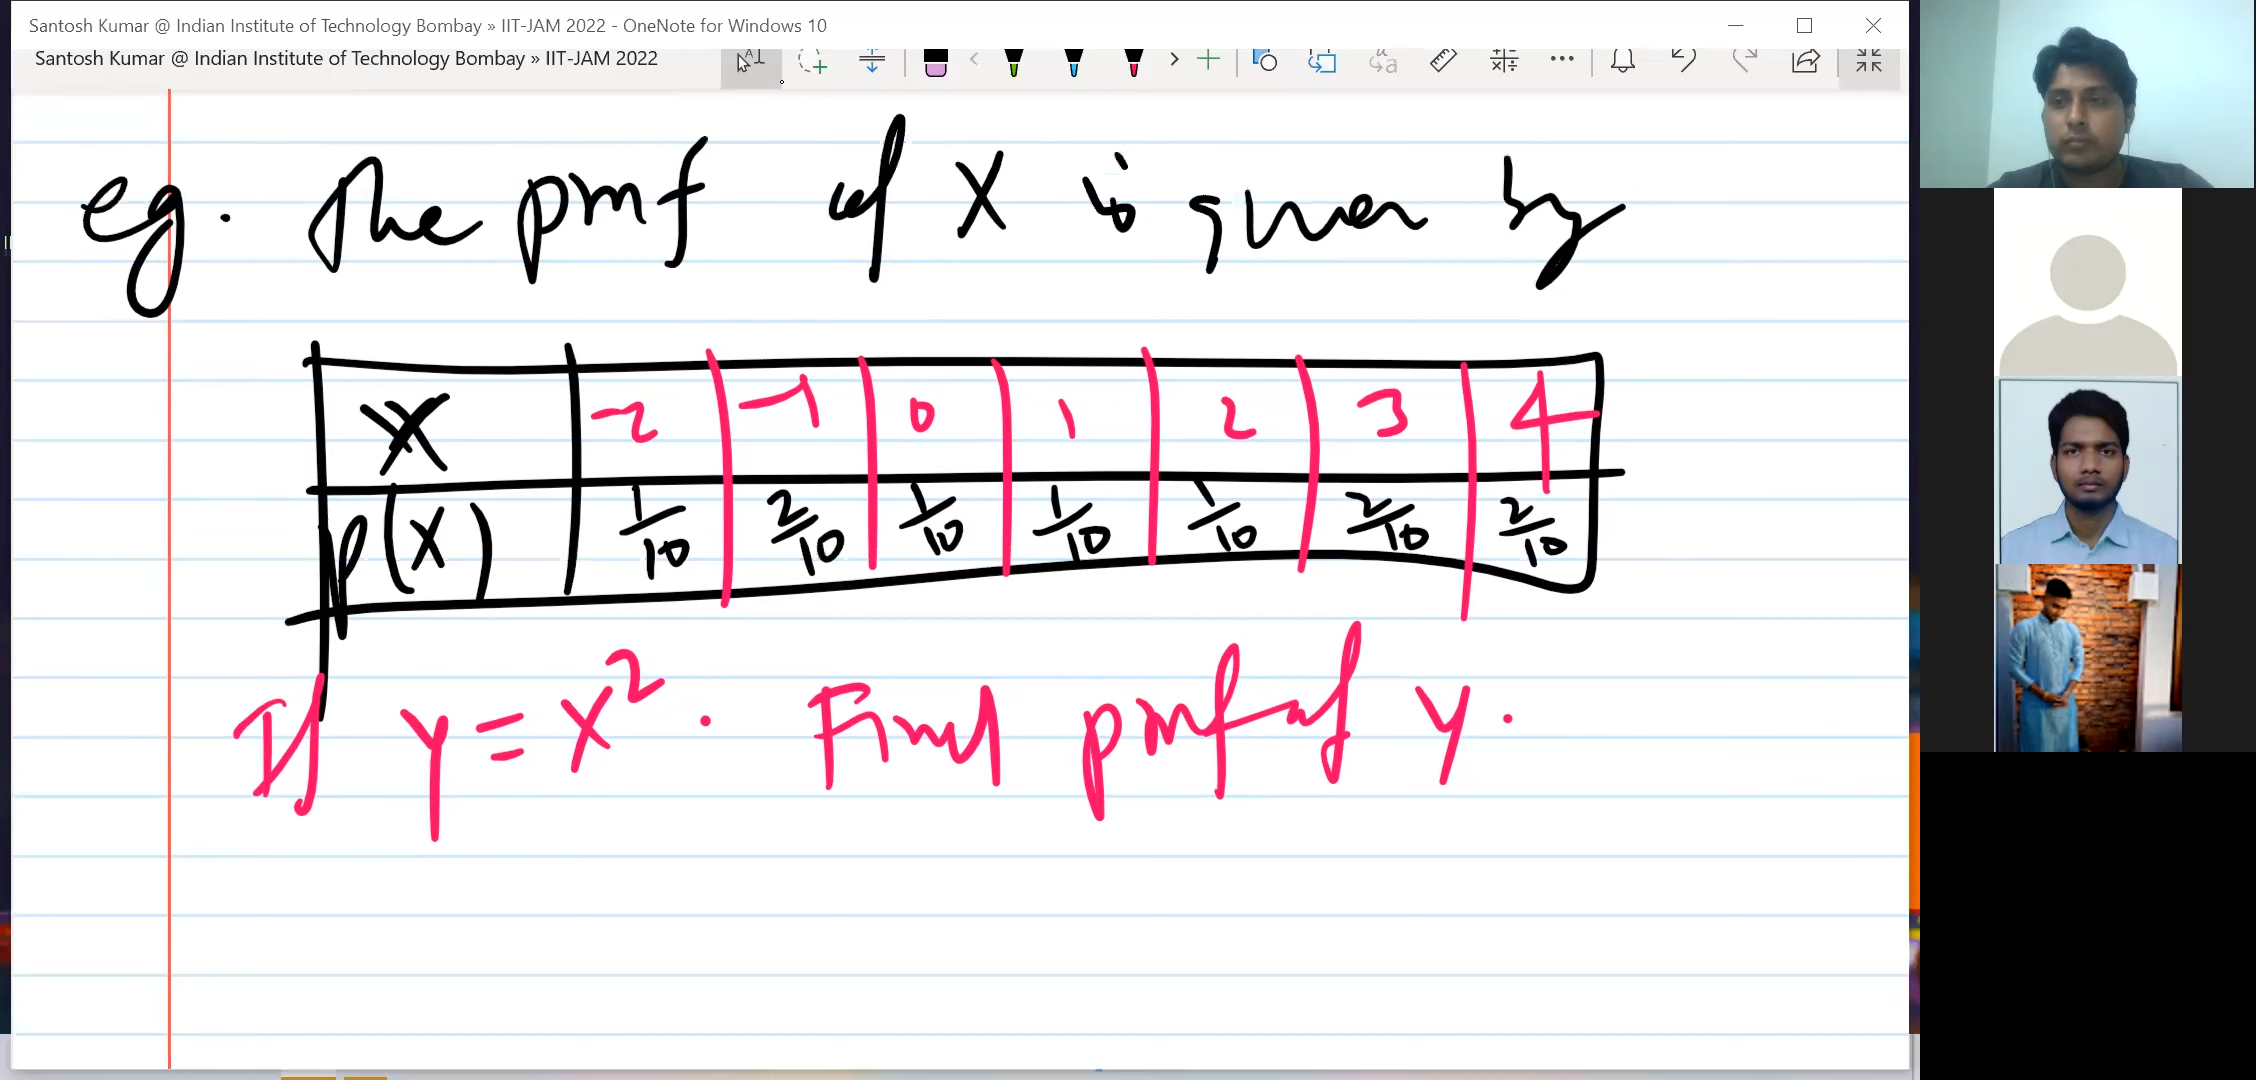 Santosh Kumar @ Indian Institute of Technology Bombay » IIT-JAM 2022 - OneNote for Windows 10
Santosh Kumar @ Indian Institute of Technology Bombay » IIT-JAM 2022
eg. The pmf of X is given by
X -2 -1 0 1 2 3 4
P(X) 1/10 2/10 1/10 1/10 1/10 2/10 2/10
If Y = X². Find pmf of Y.